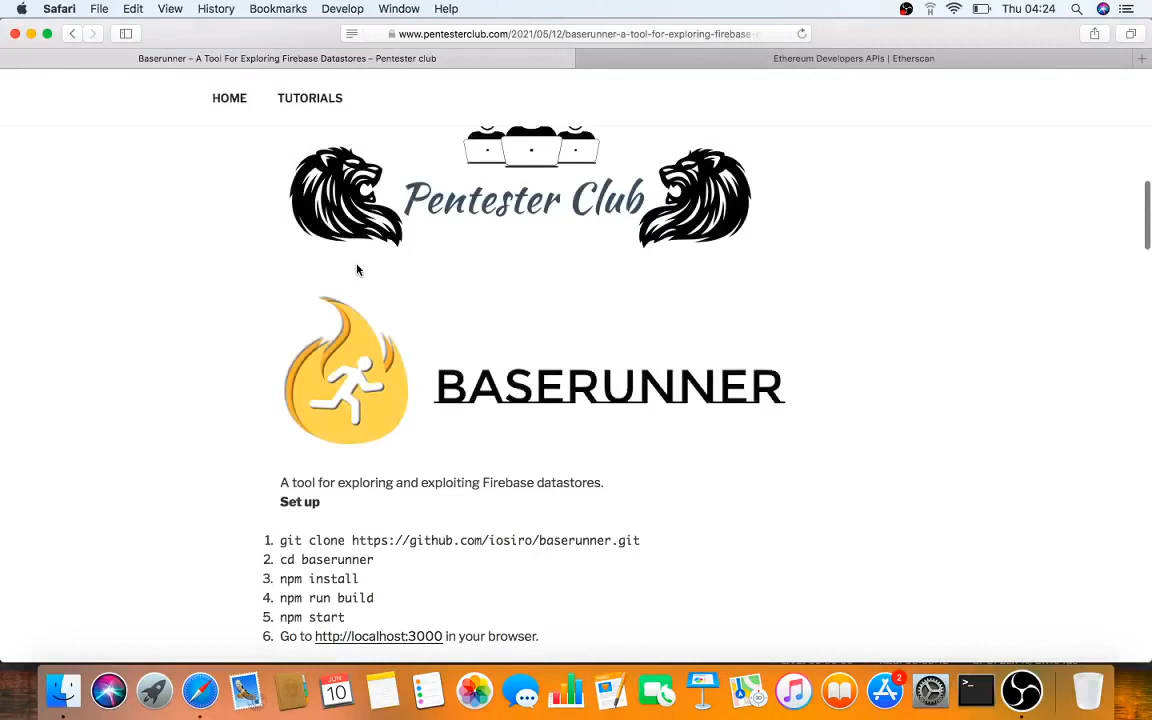 Safari File Edit View History Bookmarks Develop Window Help Thu 04:24
www.pentesterclub.com/2021/05/12/baserunner-a-tool-for-exploring-firebase-
Baserunner – A Tool For Exploring Firebase Datastores – Pentester club Ethereum Developers APIs | Etherscan
HOME TUTORIALS
Pentester Club
BASERUNNER
A tool for exploring and exploiting Firebase datastores.
Set up
1. git clone https://github.com/iosiro/baserunner.git
2. cd baserunner
3. npm install
4. npm run build
5. npm start
6. Go to http://localhost:3000 in your browser.
JUN
10
2